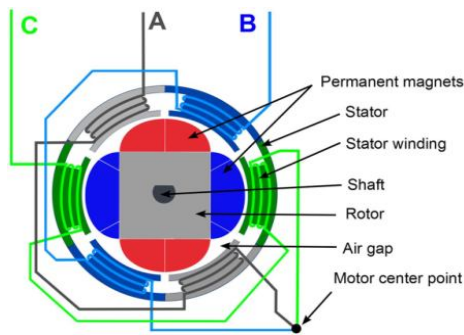 C
A
B
Permanent magnets
Stator
Stator winding
Shaft
Rotor
Air gap
Motor center point